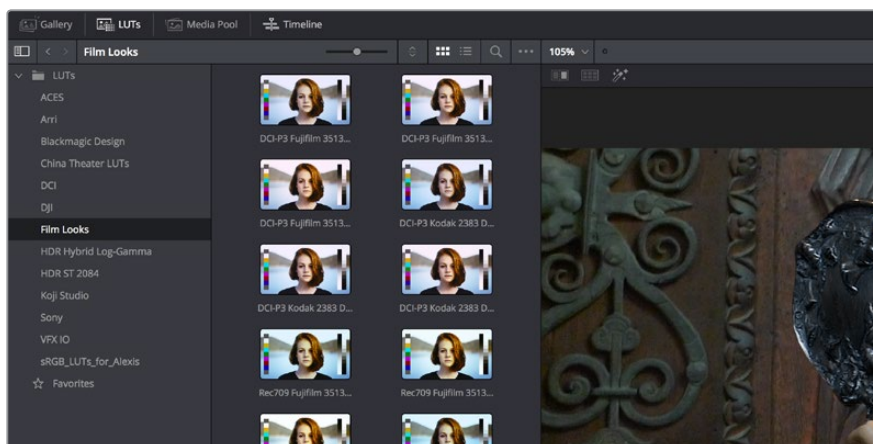 Gallery LUTs Media Pool Timeline
Film Looks 105%
LUTs
ACES
Arri
Blackmagic Design
China Theater LUTs
DCI
DJI
Film Looks
HDR Hybrid Log-Gamma
HDR ST 2084
Koji Studio
Sony
VFX IO
sRGB_LUTs_for_Alexis
Favorites
DCI-P3 Fujifilm 3513... DCI-P3 Fujifilm 3513...
DCI-P3 Fujifilm 3513... DCI-P3 Kodak 2383 D...
DCI-P3 Kodak 2383 D... DCI-P3 Kodak 2383 D...
Rec709 Fujifilm 3513... Rec709 Fujifilm 3513...